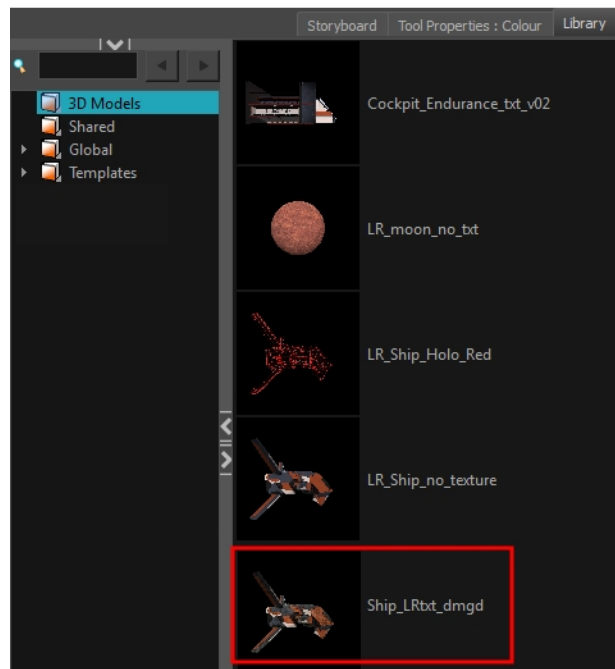 Storyboard
Tool Properties : Colour
Library
3D Models
Shared
Global
Templates
Cockpit_Endurance_txt_v02
LR_moon_no_txt
LR_Ship_Holo_Red
LR_Ship_no_texture
Ship_LRtxt_dmgd